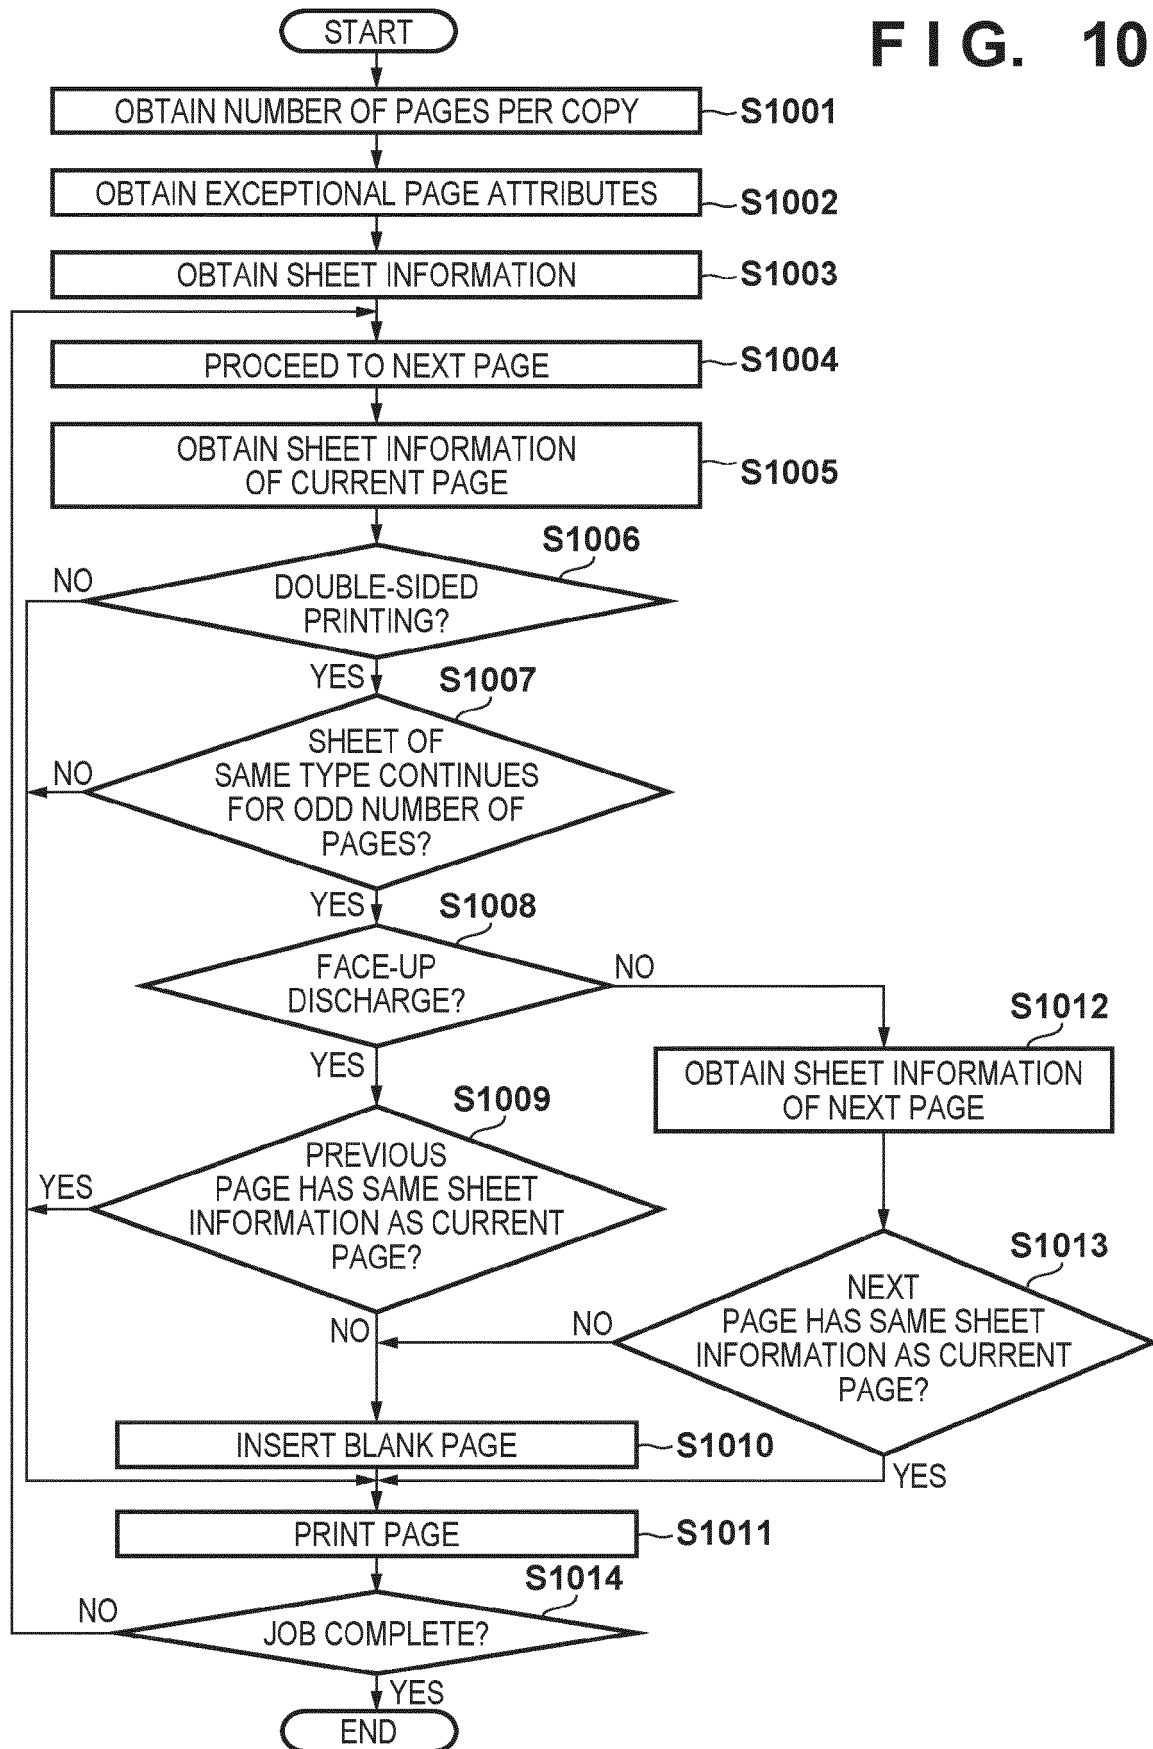 FIG. 10
START
OBTAIN NUMBER OF PAGES PER COPY
S1001
OBTAIN EXCEPTIONAL PAGE ATTRIBUTES
S1002
OBTAIN SHEET INFORMATION
S1003
PROCEED TO NEXT PAGE
S1004
OBTAIN SHEET INFORMATION
OF CURRENT PAGE
S1005
S1006
NO
DOUBLE-SIDED
PRINTING?
YES
S1007
NO
SHEET OF
SAME TYPE CONTINUES
FOR ODD NUMBER OF
PAGES?
YES
S1008
FACE-UP
DISCHARGE?
NO
YES
S1012
OBTAIN SHEET INFORMATION
OF NEXT PAGE
S1009
YES
PREVIOUS
PAGE HAS SAME SHEET
INFORMATION AS CURRENT
PAGE?
NO
S1013
NO
NEXT
PAGE HAS SAME SHEET
INFORMATION AS CURRENT
PAGE?
YES
INSERT BLANK PAGE
S1010
PRINT PAGE
S1011
S1014
NO
JOB COMPLETE?
YES
END